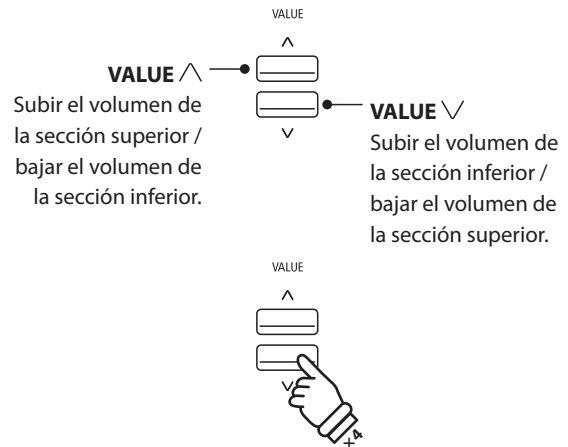 VALUE
VALUE ∧
Subir el volumen de
la sección superior /
bajar el volumen de
la sección inferior.
VALUE ∨
Subir el volumen de
la sección inferior /
bajar el volumen de
la sección superior.
VALUE
×4